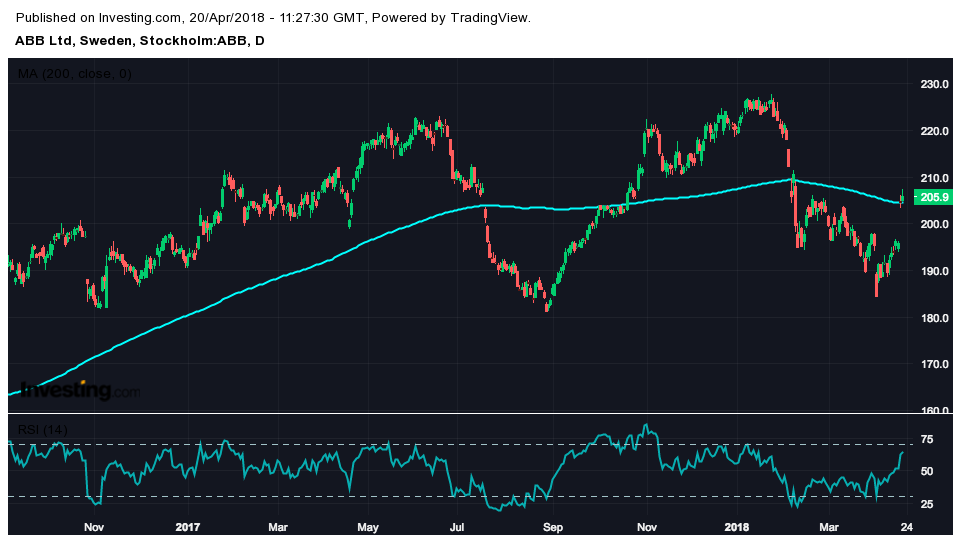 Published on Investing.com, 20/Apr/2018 - 11:27:30 GMT, Powered by TradingView.
ABB Ltd, Sweden, Stockholm:ABB, D
MA (200, close, 0)
230.0
220.0
210.0
205.9
200.0
190.0
180.0
170.0
160.0
Investing.com
RSI (14)
75
50
25
Nov 2017 Mar May Jul Sep Nov 2018 Mar 24